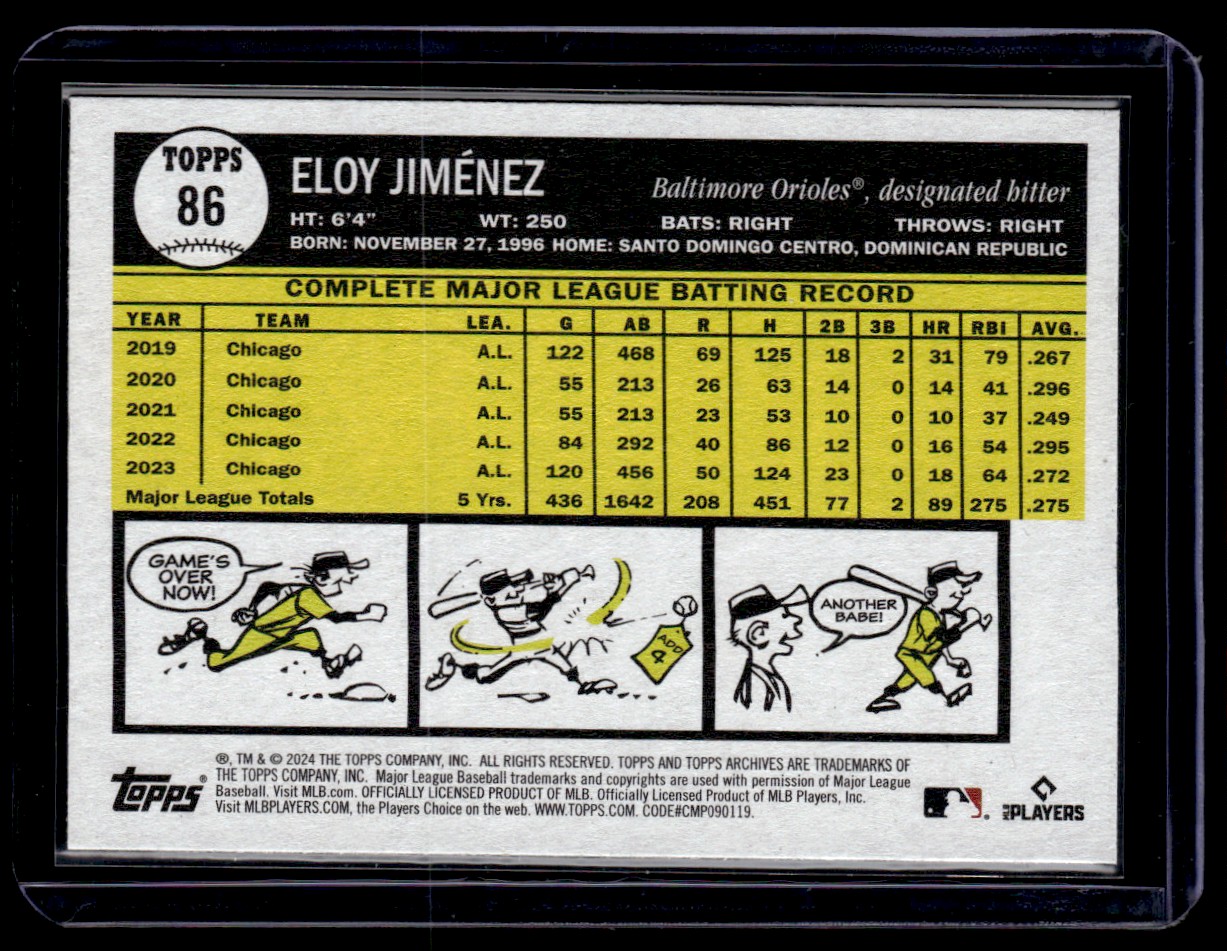 TOPPS
86
ELOY JIMÉNEZ
Baltimore Orioles®, designated hitter
HT: 6'4" WT: 250 BATS: RIGHT THROWS: RIGHT
BORN: NOVEMBER 27, 1996 HOME: SANTO DOMINGO CENTRO, DOMINICAN REPUBLIC
COMPLETE MAJOR LEAGUE BATTING RECORD
YEAR TEAM LEA. G AB R H 2B 3B HR RBI AVG.
2019 Chicago A.L. 122 468 69 125 18 2 31 79 .267
2020 Chicago A.L. 55 213 26 63 14 0 14 41 .296
2021 Chicago A.L. 55 213 23 53 10 0 10 37 .249
2022 Chicago A.L. 84 292 40 86 12 0 16 54 .295
2023 Chicago A.L. 120 456 50 124 23 0 18 64 .272
Major League Totals 5 Yrs. 436 1642 208 451 77 2 89 275 .275
GAME'S
OVER
NOW!
ADD
4
ANOTHER
BABE!
®, TM & © 2024 THE TOPPS COMPANY, INC. ALL RIGHTS RESERVED. TOPPS AND TOPPS ARCHIVES ARE TRADEMARKS OF
THE TOPPS COMPANY, INC. Major League Baseball trademarks and copyrights are used with permission of Major League
Baseball. Visit MLB.com. OFFICIALLY LICENSED PRODUCT OF MLB. Officially Licensed Product of MLB Players, Inc.
Visit MLBPLAYERS.COM, the Players Choice on the web. WWW.TOPPS.COM. CODE#CMP090119.
topps®
MLB PLAYERS